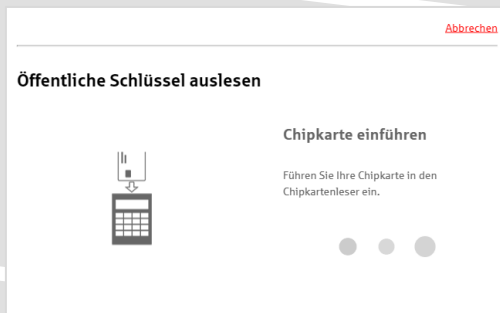 Abbrechen
Öffentliche Schlüssel auslesen
Chipkarte einführen
Führen Sie Ihre Chipkarte in den
Chipkartenleser ein.